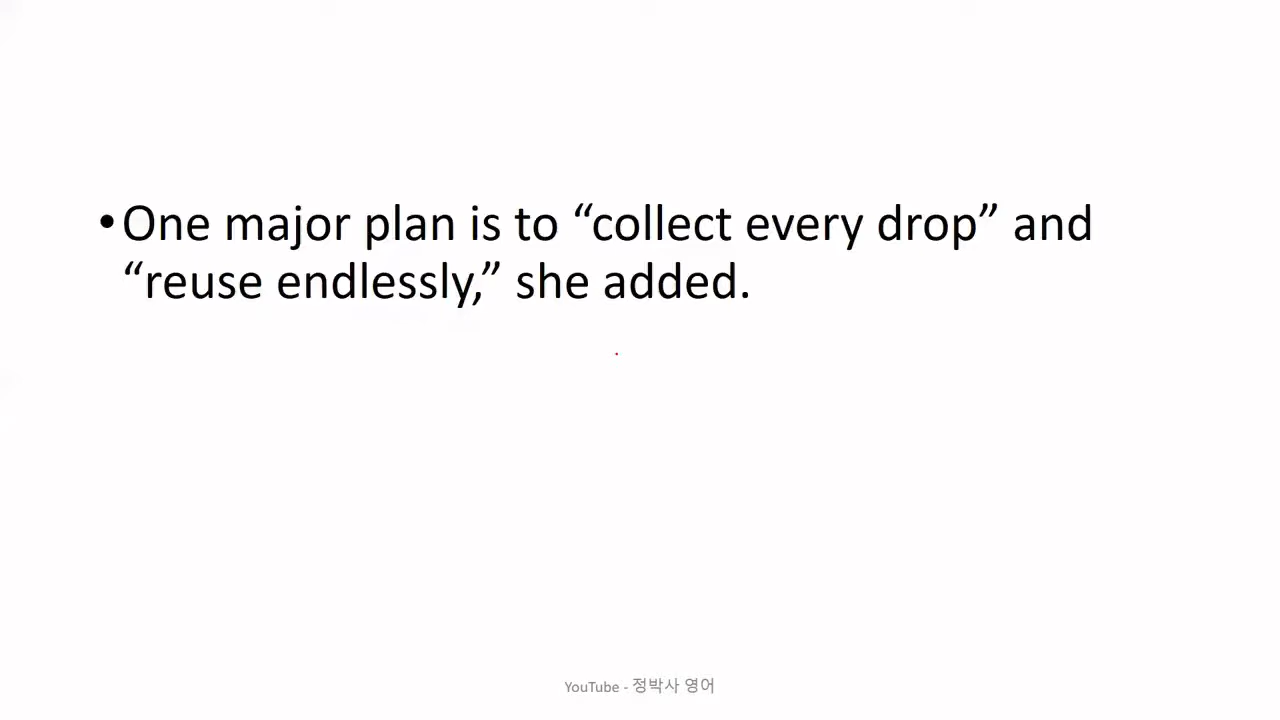 •One major plan is to “collect every drop” and
“reuse endlessly,” she added.
YouTube - 정박사 영어